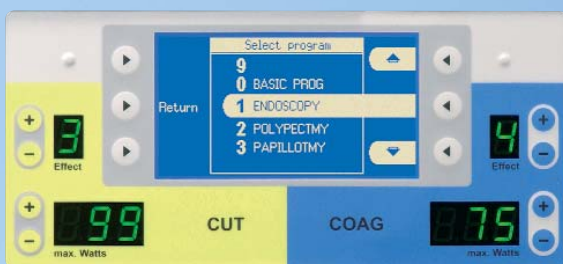 Select program
9
0 BASIC PROG
Return
1 ENDOSCOPY
2 POLYPECTMY
3 PAPILLOTMY
+
-
3
Effect
+
-
4
Effect
+
-
99
max. Watts
CUT
COAG
75
max. Watts
+
-